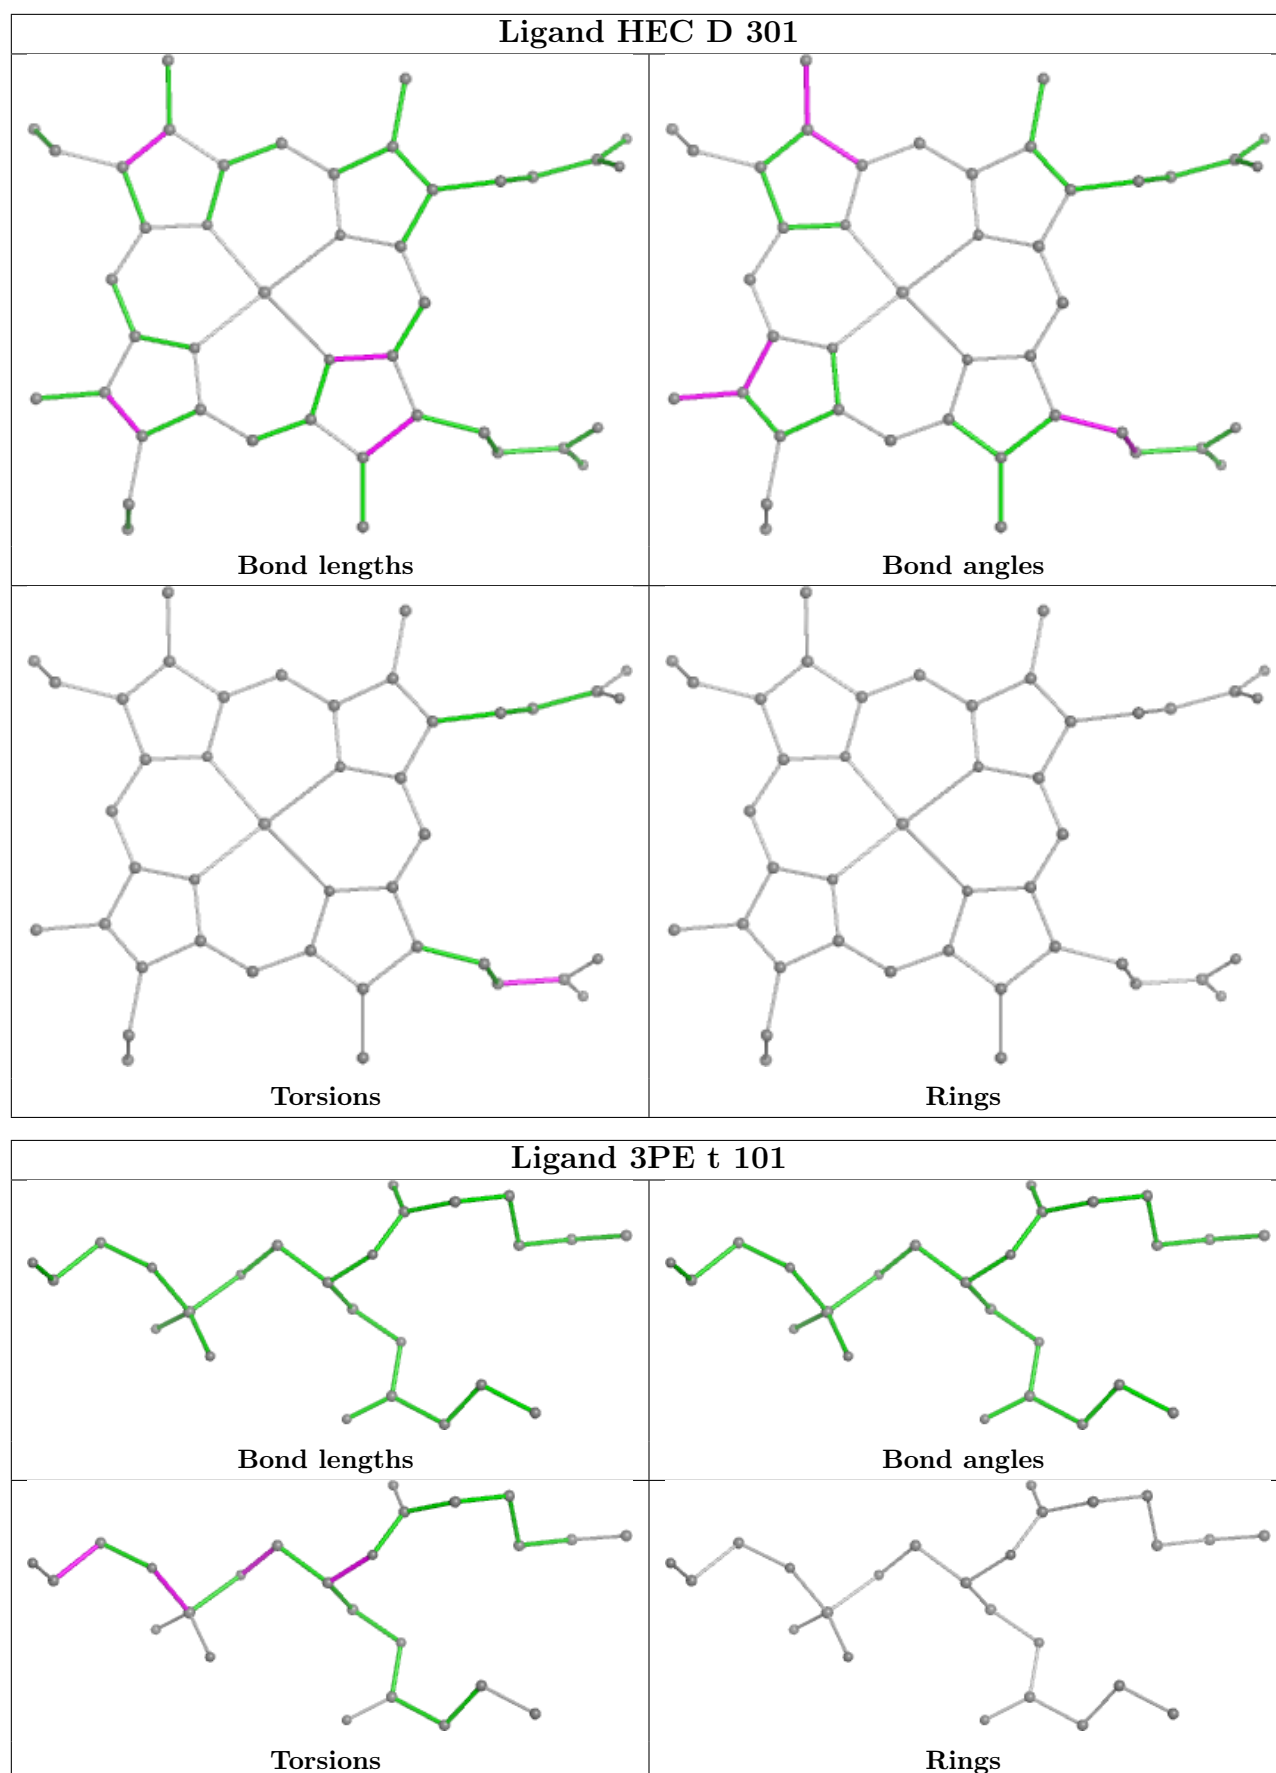 Ligand HEC D 301
Bond lengths
Bond angles
Torsions
Rings
Ligand 3PE t 101
Bond lengths
Bond angles
Torsions
Rings